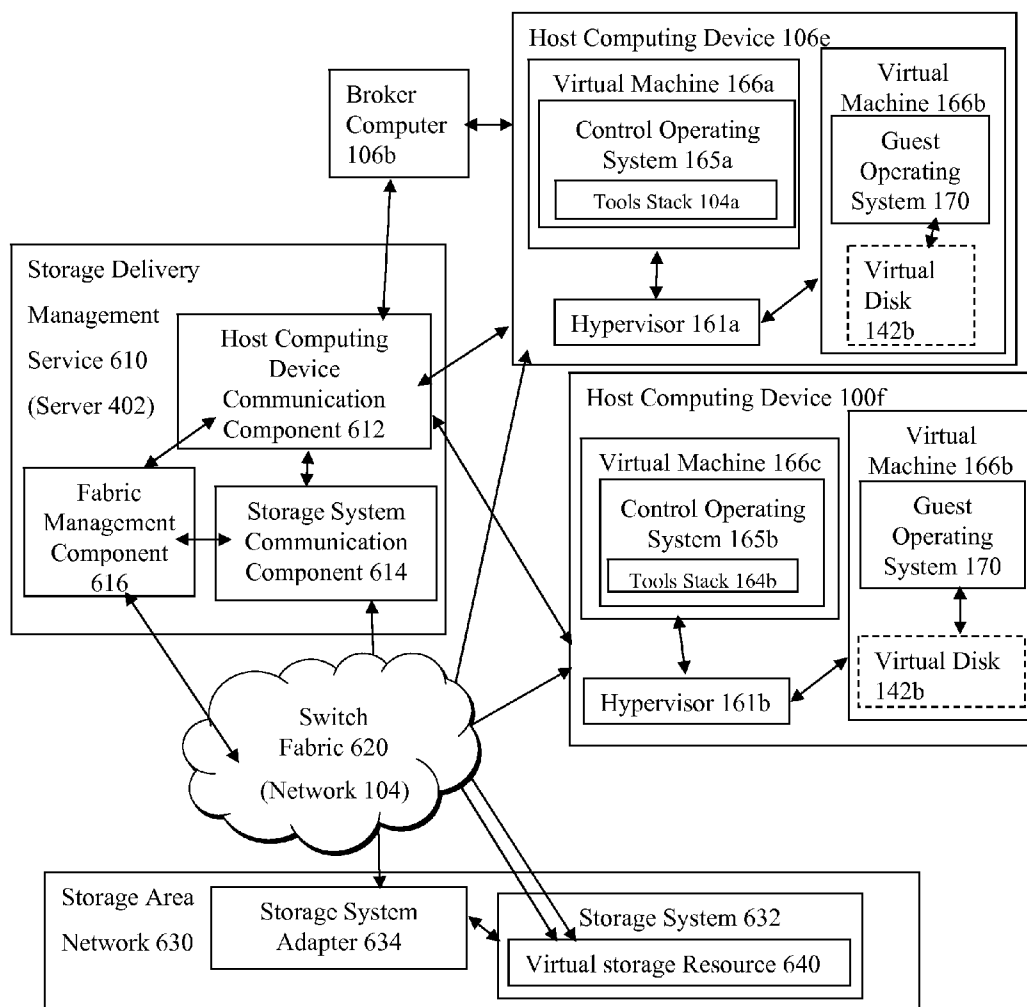 Host Computing Device 106e
Virtual Machine 166a
Control Operating
System 165a
Tools Stack 104a
Hypervisor 161a
Virtual
Machine 166b
Guest
Operating
System 170
Virtual
Disk
142b
Broker
Computer
106b
Storage Delivery
Management
Service 610
(Server 402)
Host Computing
Device
Communication
Component 612
Fabric
Management
Component
616
Storage System
Communication
Component 614
Host Computing Device 100f
Virtual Machine 166c
Control Operating
System 165b
Tools Stack 164b
Hypervisor 161b
Virtual
Machine 166b
Guest
Operating
System 170
Virtual Disk
142b
Switch
Fabric 620
(Network 104)
Storage Area
Network 630
Storage System
Adapter 634
Storage System 632
Virtual storage Resource 640